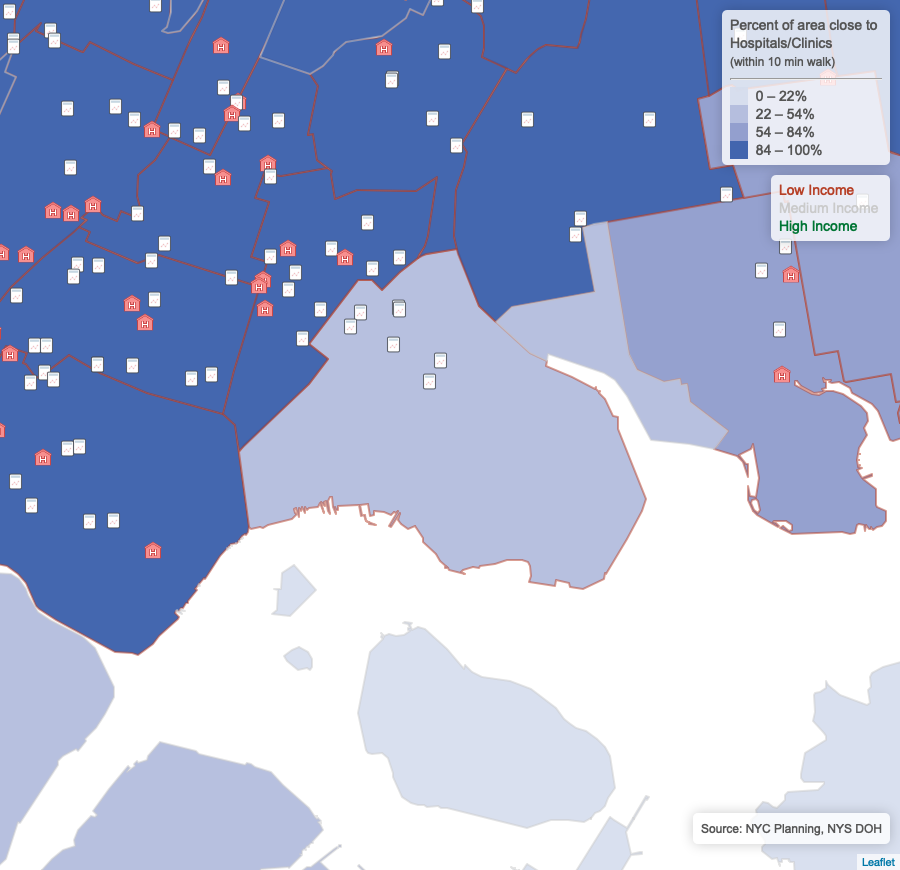 Percent of area close to
Hospitals/Clinics
(within 10 min walk)
0 – 22%
22 – 54%
54 – 84%
84 – 100%
Low Income
Medium Income
High Income
Source: NYC Planning, NYS DOH
Leaflet